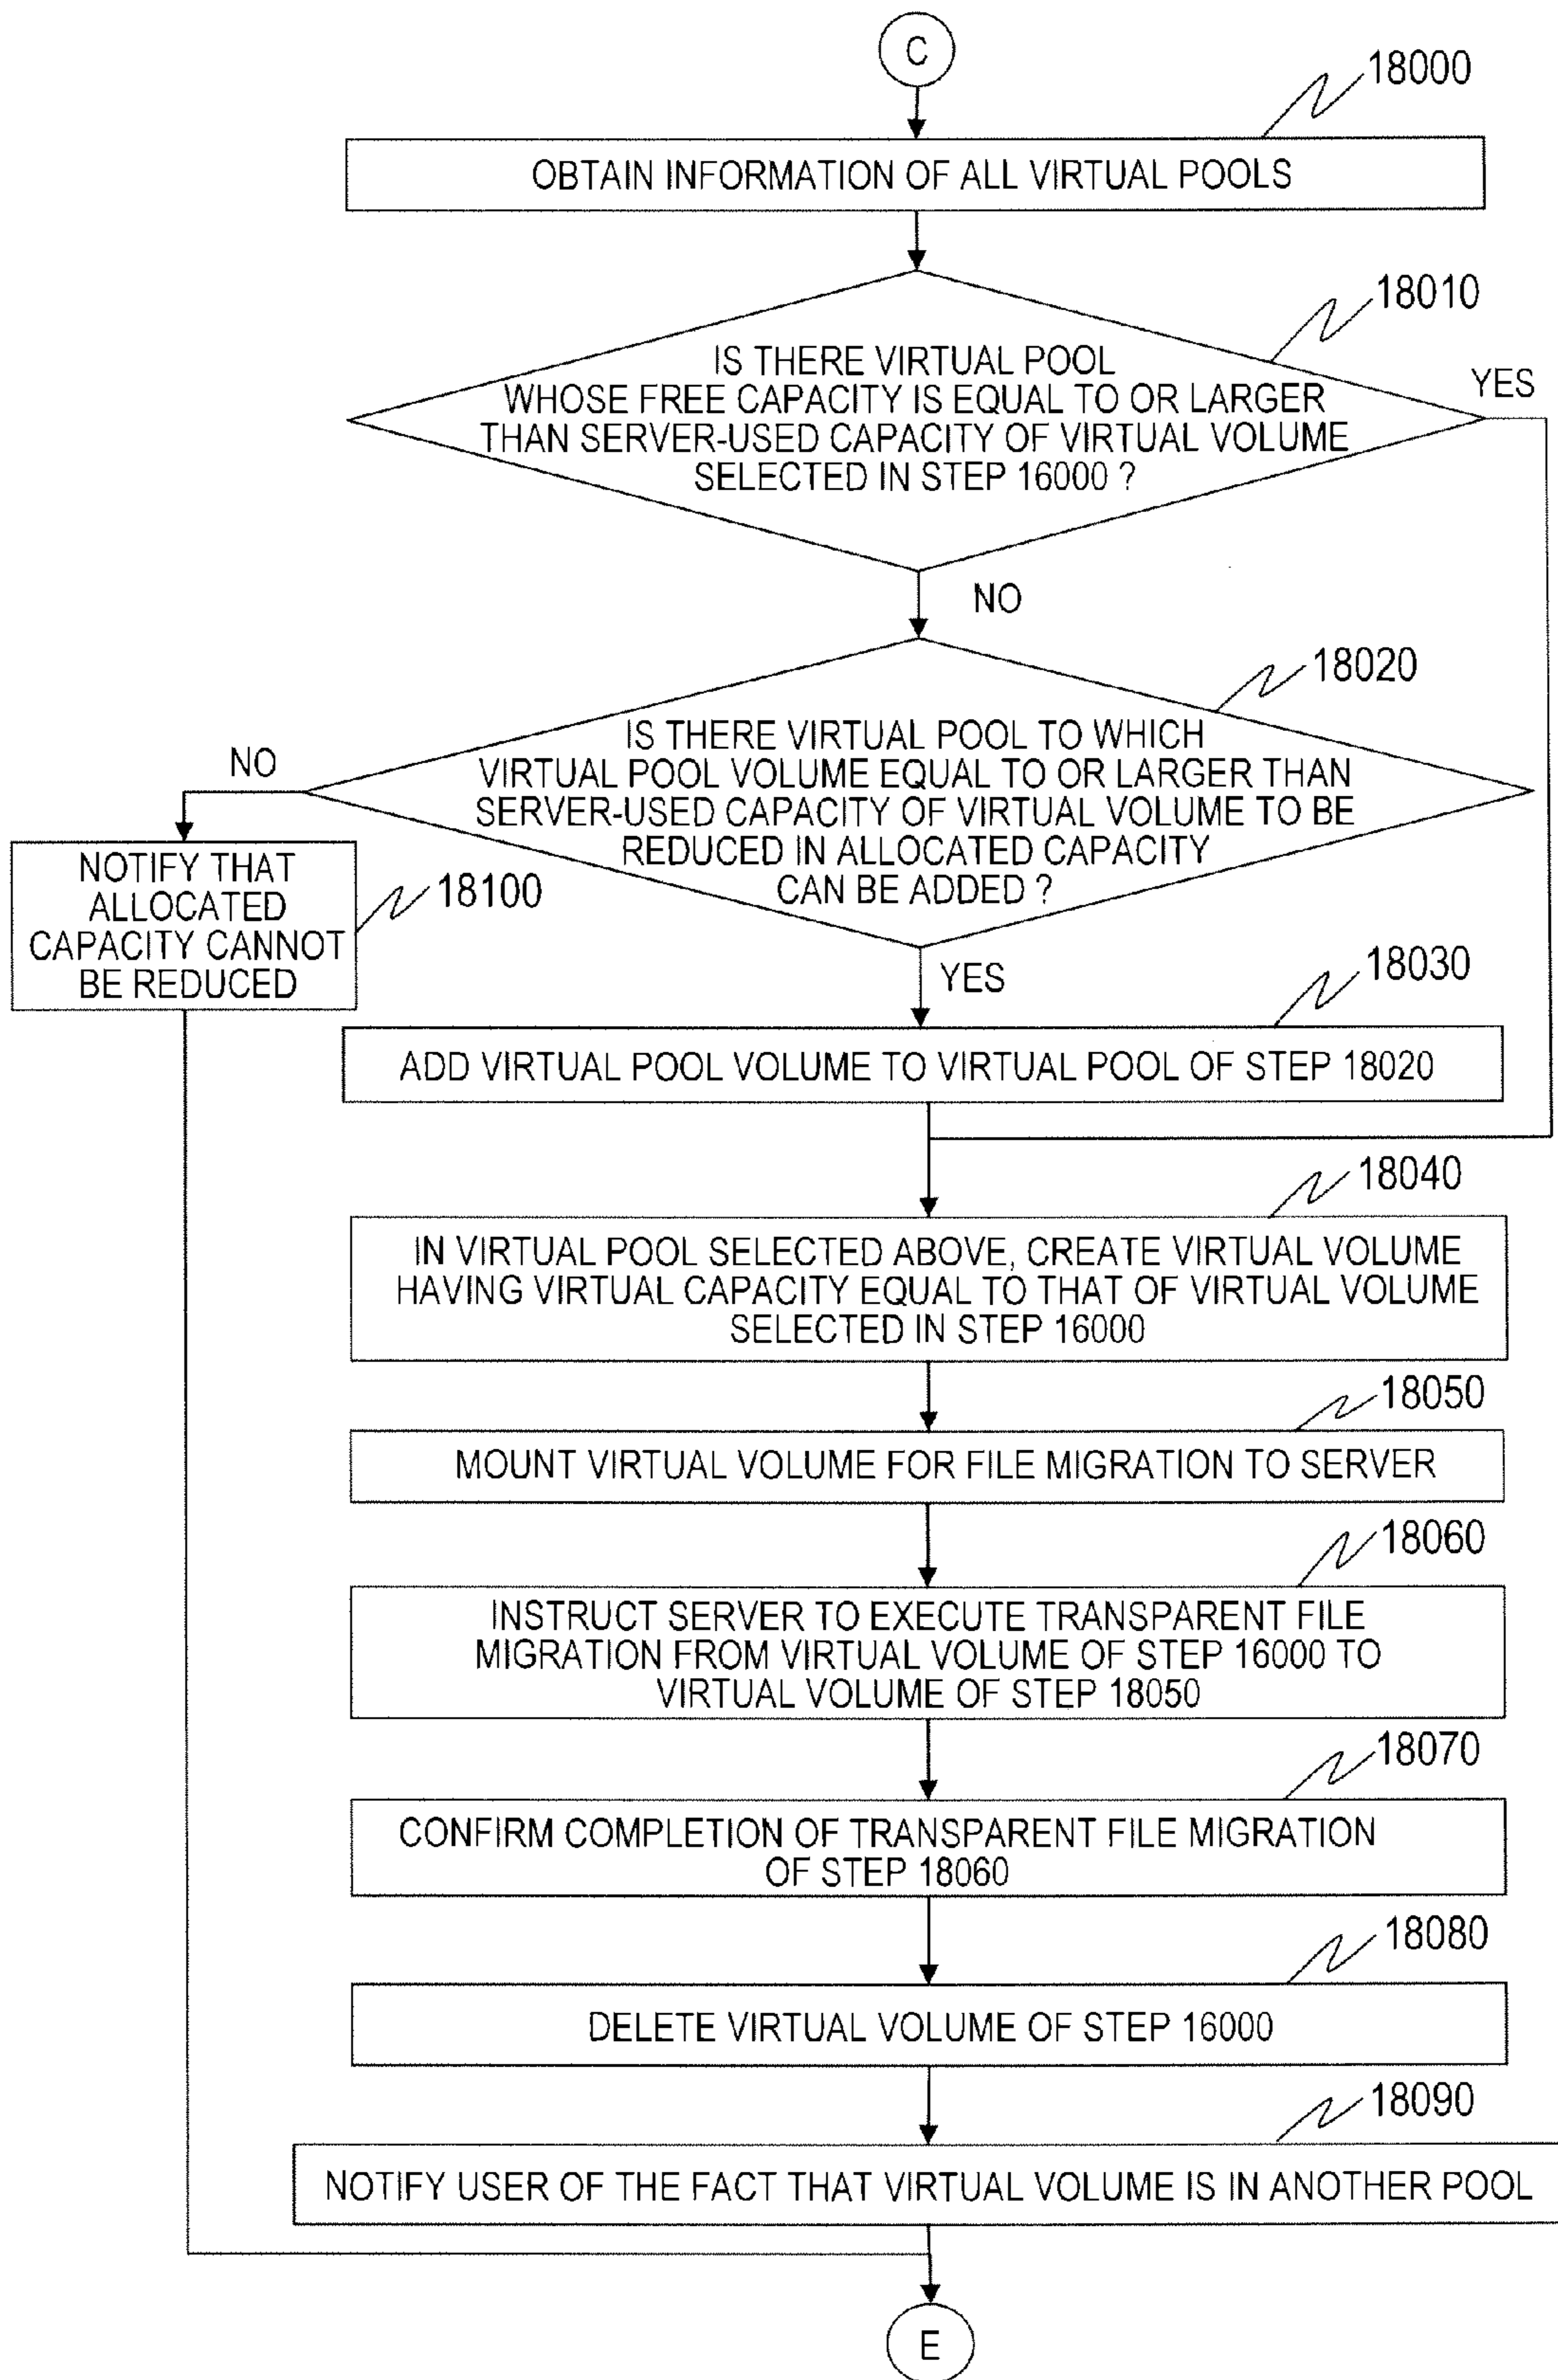 C
18000
OBTAIN INFORMATION OF ALL VIRTUAL POOLS
18010
IS THERE VIRTUAL POOL
WHOSE FREE CAPACITY IS EQUAL TO OR LARGER
THAN SERVER-USED CAPACITY OF VIRTUAL VOLUME
SELECTED IN STEP 16000 ?
YES
NO
18020
IS THERE VIRTUAL POOL TO WHICH
VIRTUAL POOL VOLUME EQUAL TO OR LARGER THAN
SERVER-USED CAPACITY OF VIRTUAL VOLUME TO BE
REDUCED IN ALLOCATED CAPACITY
CAN BE ADDED ?
NO
NOTIFY THAT
ALLOCATED
CAPACITY CANNOT
BE REDUCED
18100
YES
18030
ADD VIRTUAL POOL VOLUME TO VIRTUAL POOL OF STEP 18020
18040
IN VIRTUAL POOL SELECTED ABOVE, CREATE VIRTUAL VOLUME
HAVING VIRTUAL CAPACITY EQUAL TO THAT OF VIRTUAL VOLUME
SELECTED IN STEP 16000
18050
MOUNT VIRTUAL VOLUME FOR FILE MIGRATION TO SERVER
18060
INSTRUCT SERVER TO EXECUTE TRANSPARENT FILE
MIGRATION FROM VIRTUAL VOLUME OF STEP 16000 TO
VIRTUAL VOLUME OF STEP 18050
18070
CONFIRM COMPLETION OF TRANSPARENT FILE MIGRATION
OF STEP 18060
18080
DELETE VIRTUAL VOLUME OF STEP 16000
18090
NOTIFY USER OF THE FACT THAT VIRTUAL VOLUME IS IN ANOTHER POOL
E